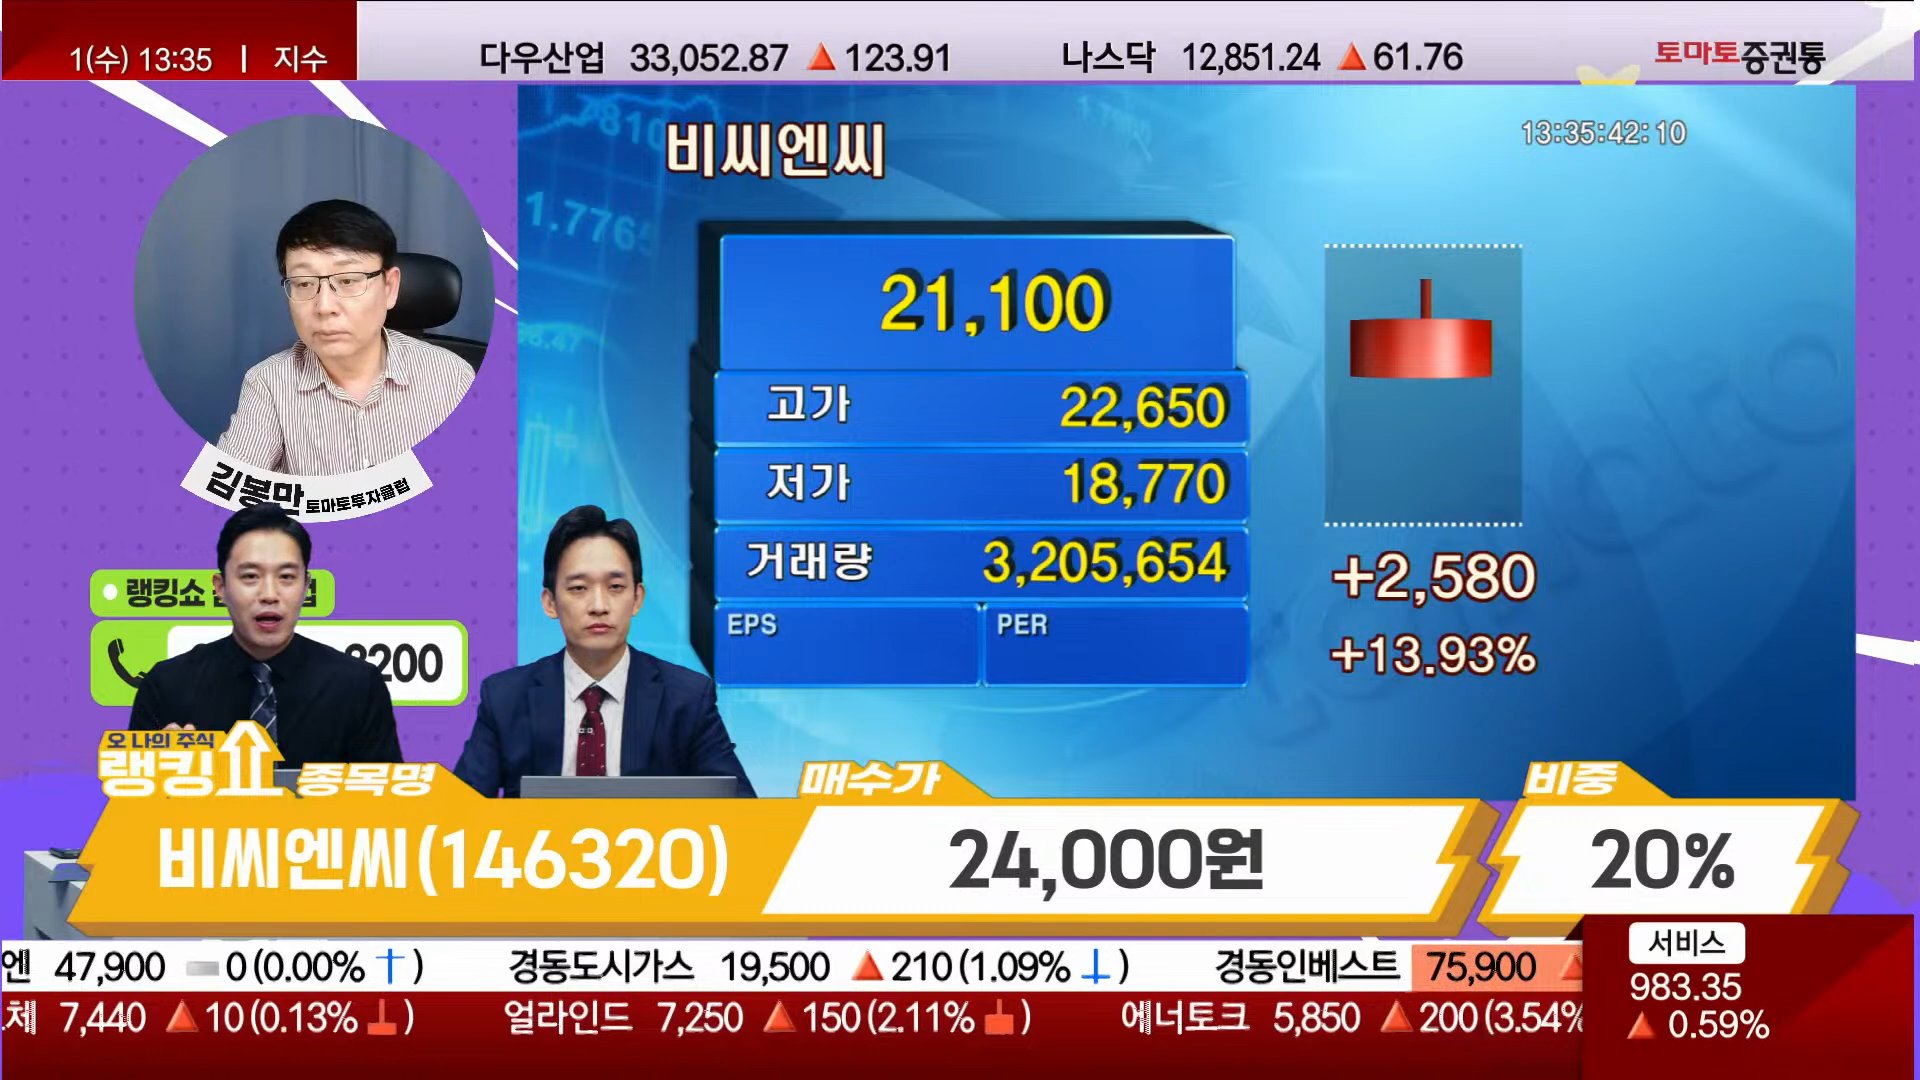 1(수) 13:35 | 지수
다우산업 33,052.87 ▲123.91
나스닥 12,851.24 ▲61.76
토마토증권통
비씨엔씨
13:35:42:10
21,100
고가 22,650
저가 18,770
거래량 3,205,654
EPS
PER
+2,580
+13.93%
김봉만 토마토투자클럽
랭킹쇼
8200
오 나의 주식
랭킹쇼
종목명
매수가
비중
비씨엔씨(146320)
24,000원
20%
엔 47,900 0(0.00%) 경동도시가스 19,500 ▲210(1.09%) 경동인베스트 75,900
체 7,440 ▲10(0.13%) 얼라인드 7,250 ▲150(2.11%) 에너토크 5,850 ▲200(3.54%
서비스
983.35
▲ 0.59%